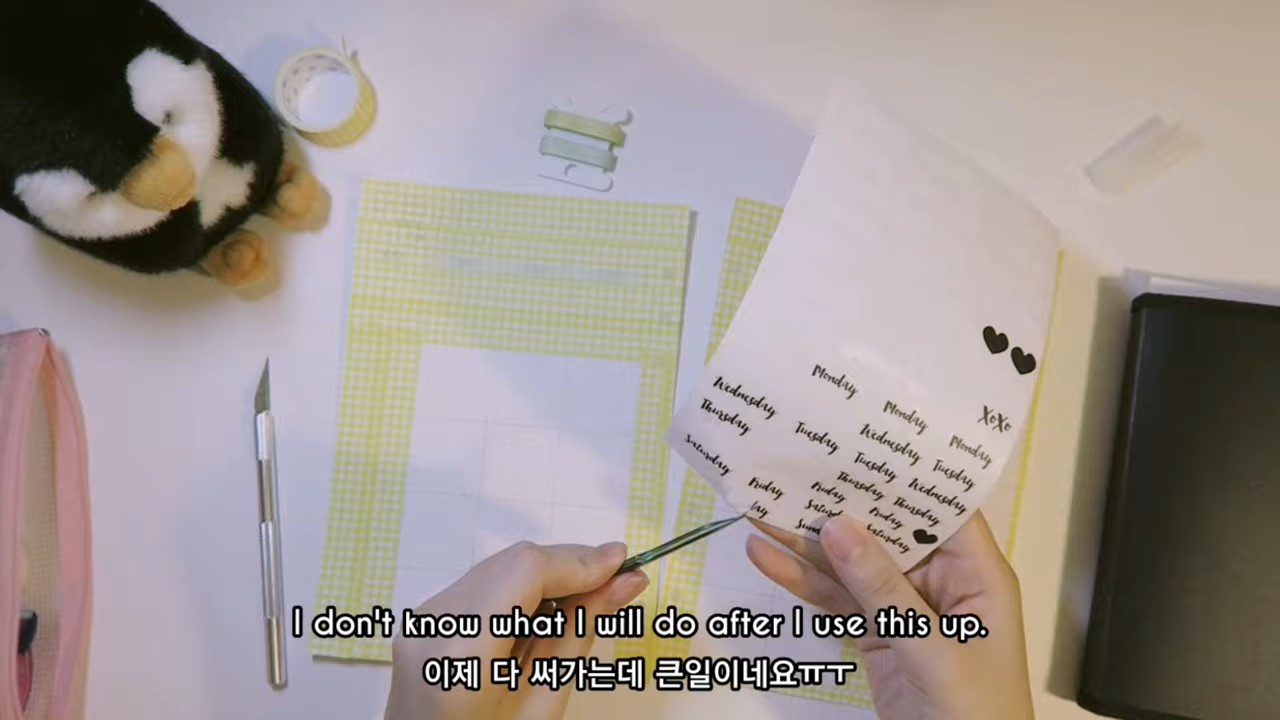 Monday
Monday
XoXo
Monday
Wednesday
Tuesday
Wednesday
Tuesday
Tuesday
Wednesday
Thursday
Thursday
Thursday
Saturday
Friday
Friday
Friday
Saturday
I don't know what I will do after I use this up.
이제 다 써가는데 큰일이네요ㅠㅜ